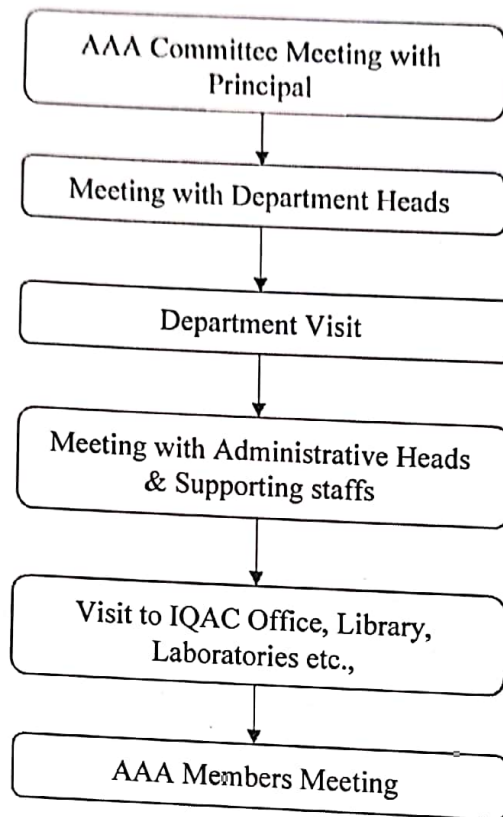 AAA Committee Meeting with
Principal
Meeting with Department Heads
Department Visit
Meeting with Administrative Heads
& Supporting staffs
Visit to IQAC Office, Library,
Laboratories etc.,
AAA Members Meeting